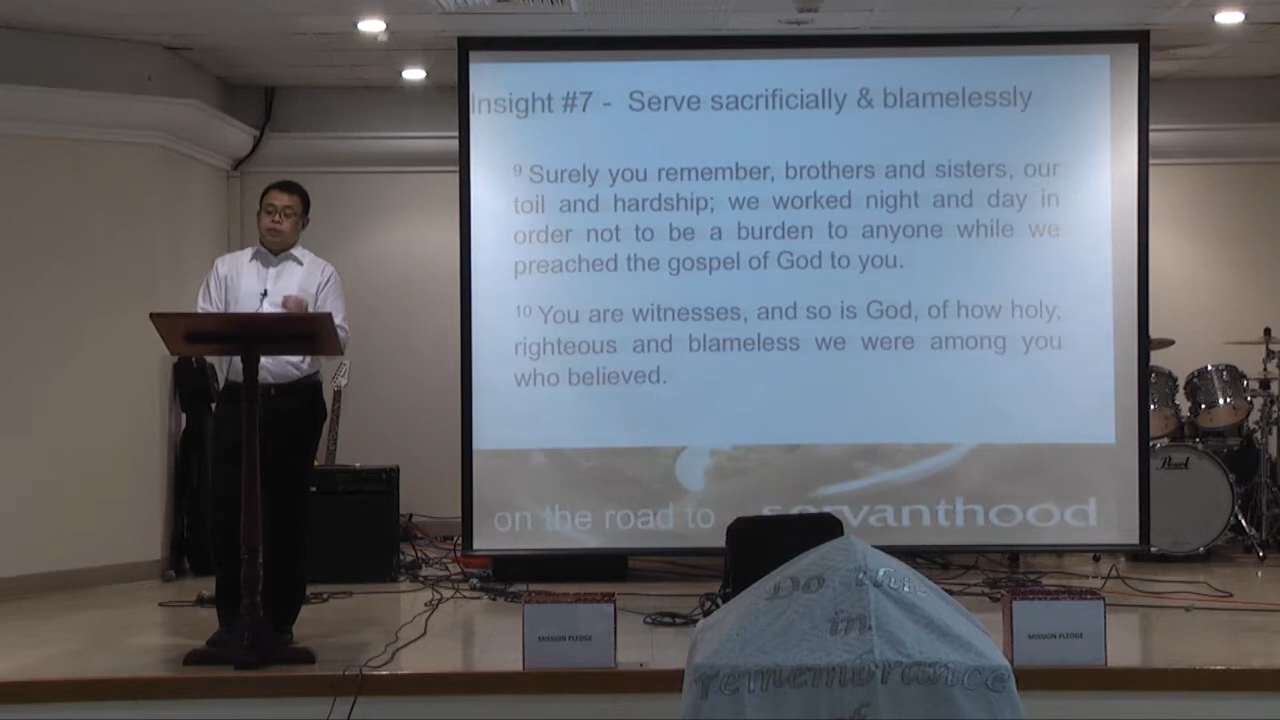 Insight #7 - Serve sacrificially & blamelessly
9 Surely you remember, brothers and sisters, our
toil and hardship; we worked night and day in
order not to be a burden to anyone while we
preached the gospel of God to you.
10 You are witnesses, and so is God, of how holy,
righteous and blameless we were among you
who believed.
on the road to servanthood
Pearl
MISSION PLEDGE
MISSION PLEDGE
Do this
in
remembrance
of